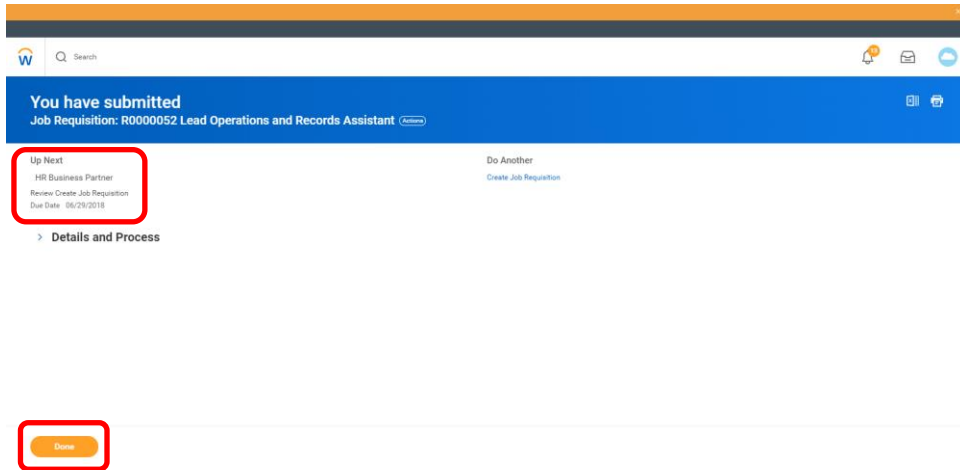 W
Search
13
You have submitted
Job Requisition: R0000052 Lead Operations and Records Assistant Actions
Up Next
HR Business Partner
Review Create Job Requisition
Due Date 06/29/2018
Do Another
Create Job Requisition
> Details and Process
Done